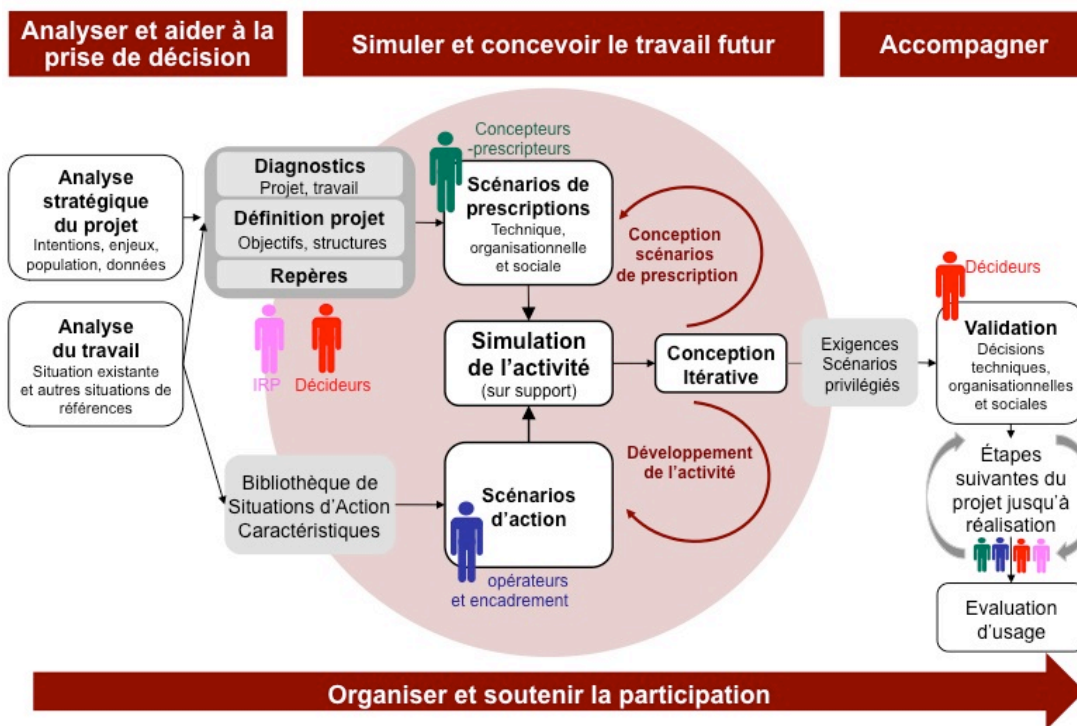 Analyser et aider à la
prise de décision
Simuler et concevoir le travail futur
Accompagner
Analyse
stratégique
du projet
Intentions, enjeux,
population, données
Analyse
du travail
Situation existante
et autres situations de
références
Diagnostics
Projet, travail
Définition projet
Objectifs, structures
Repères
IRP
Décideurs
Bibliothèque de
Situations d'Action
Caractéristiques
Concepteurs
-prescripteurs
Scénarios de
prescriptions
Technique,
organisationnelle
et sociale
Simulation
de l'activité
(sur support)
Scénarios
d'action
opérateurs
et encadrement
Conception
scénarios
de prescription
Conception
Itérative
Développement
de l'activité
Exigences
Scénarios
privilégiés
Décideurs
Validation
Décisions
techniques,
organisationnelles
et sociales
Étapes
suivantes du
projet jusqu'à
réalisation
Evaluation
d'usage
Organiser et soutenir la participation